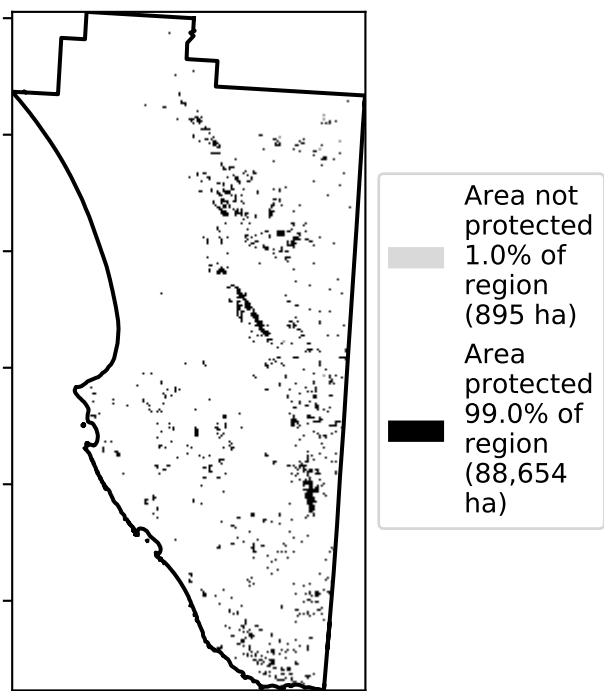 Area not
protected
1.0% of
region
(895 ha)
Area
protected
99.0% of
region
(88,654
ha)